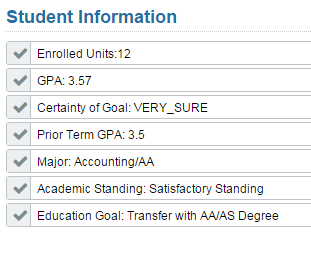 Student Information
Enrolled Units:12
GPA: 3.57
Certainty of Goal: VERY_SURE
Prior Term GPA: 3.5
Major: Accounting/AA
Academic Standing: Satisfactory Standing
Education Goal: Transfer with AA/AS Degree